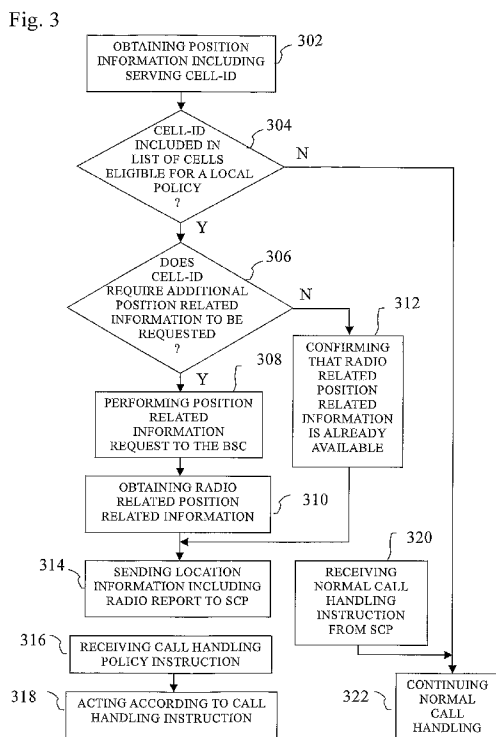 Fig. 3
302
OBTAINING POSITION
INFORMATION INCLUDING
SERVING CELL-ID
304
CELL-ID
INCLUDED IN
LIST OF CELLS
ELIGIBLE FOR A LOCAL
POLICY
?
N
Y
306
DOES
CELL-ID
REQUIRE ADDITIONAL
POSITION RELATED
INFORMATION TO BE
REQUESTED
?
N
Y
312
CONFIRMING
THAT RADIO
RELATED
POSITION
RELATED
INFORMATION
IS ALREADY
AVAILABLE
308
PERFORMING POSITION
RELATED
INFORMATION
REQUEST TO THE BSC
310
OBTAINING RADIO
RELATED POSITION
RELATED INFORMATION
314
SENDING LOCATION
INFORMATION INCLUDING
RADIO REPORT TO SCP
320
RECEIVING
NORMAL CALL
HANDLING
INSTRUCTION
FROM SCP
316
RECEIVING CALL HANDLING
POLICY INSTRUCTION
318
ACTING ACCORDING TO CALL
HANDLING INSTRUCTION
322
CONTINUING
NORMAL
CALL
HANDLING